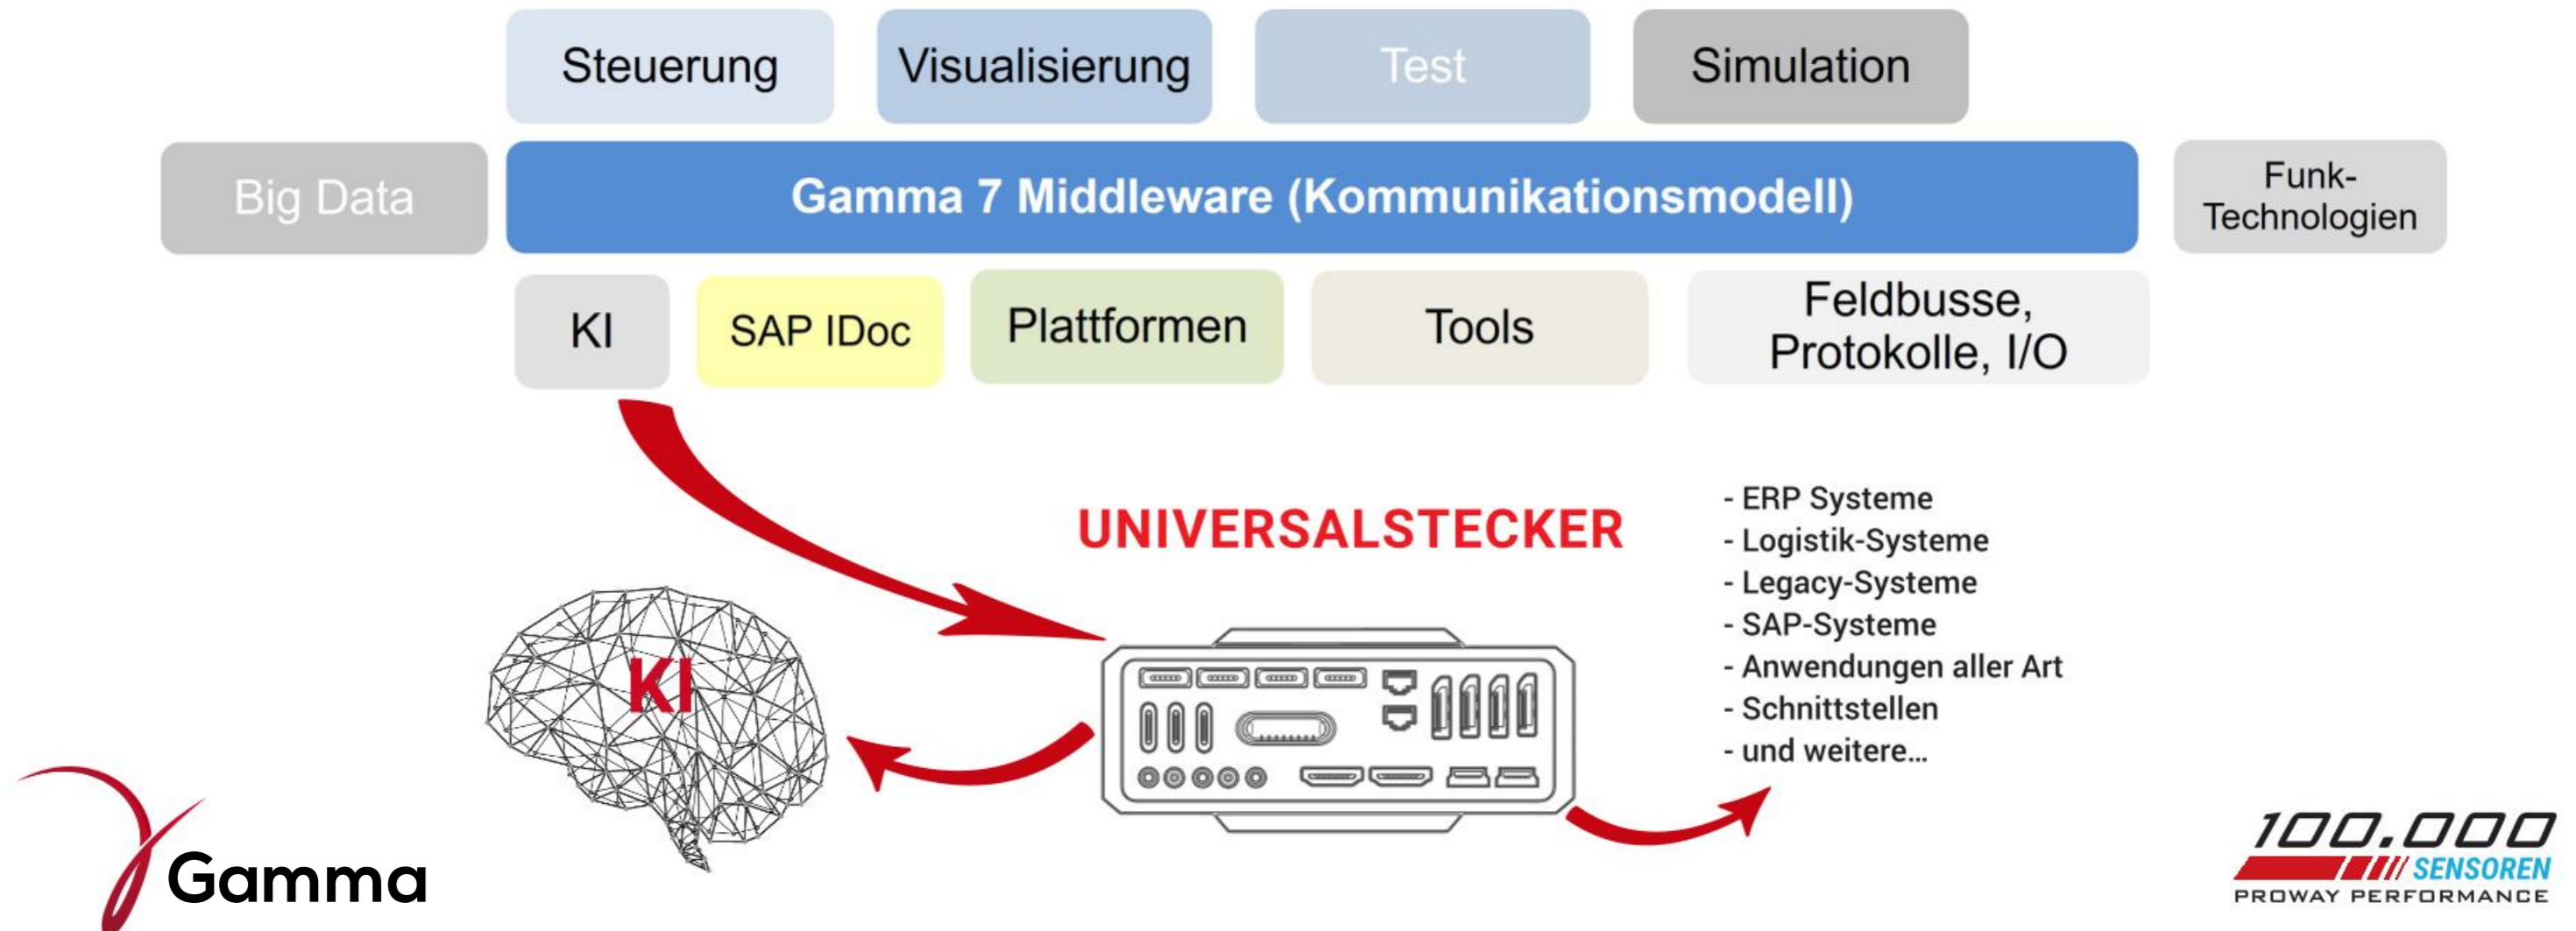 Steuerung
Visualisierung
Test
Simulation
Big Data
Gamma 7 Middleware (Kommunikationsmodell)
Funk-
Technologien
KI
SAP IDoc
Plattformen
Tools
Feldbusse,
Protokolle, I/O
UNIVERSALSTECKER
- ERP Systeme
- Logistik-Systeme
- Legacy-Systeme
- SAP-Systeme
- Anwendungen aller Art
- Schnittstellen
- und weitere...
KI
Gamma
100.000
SENSOREN
PROWAY PERFORMANCE